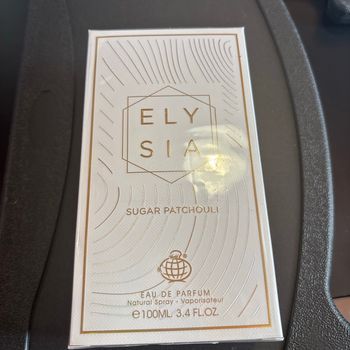 ELY
SIA
SUGAR PATCHOULI
EAU DE PARFUM
Natural Spray - Vaporisateur
℮100ML 3.4 FL.OZ.